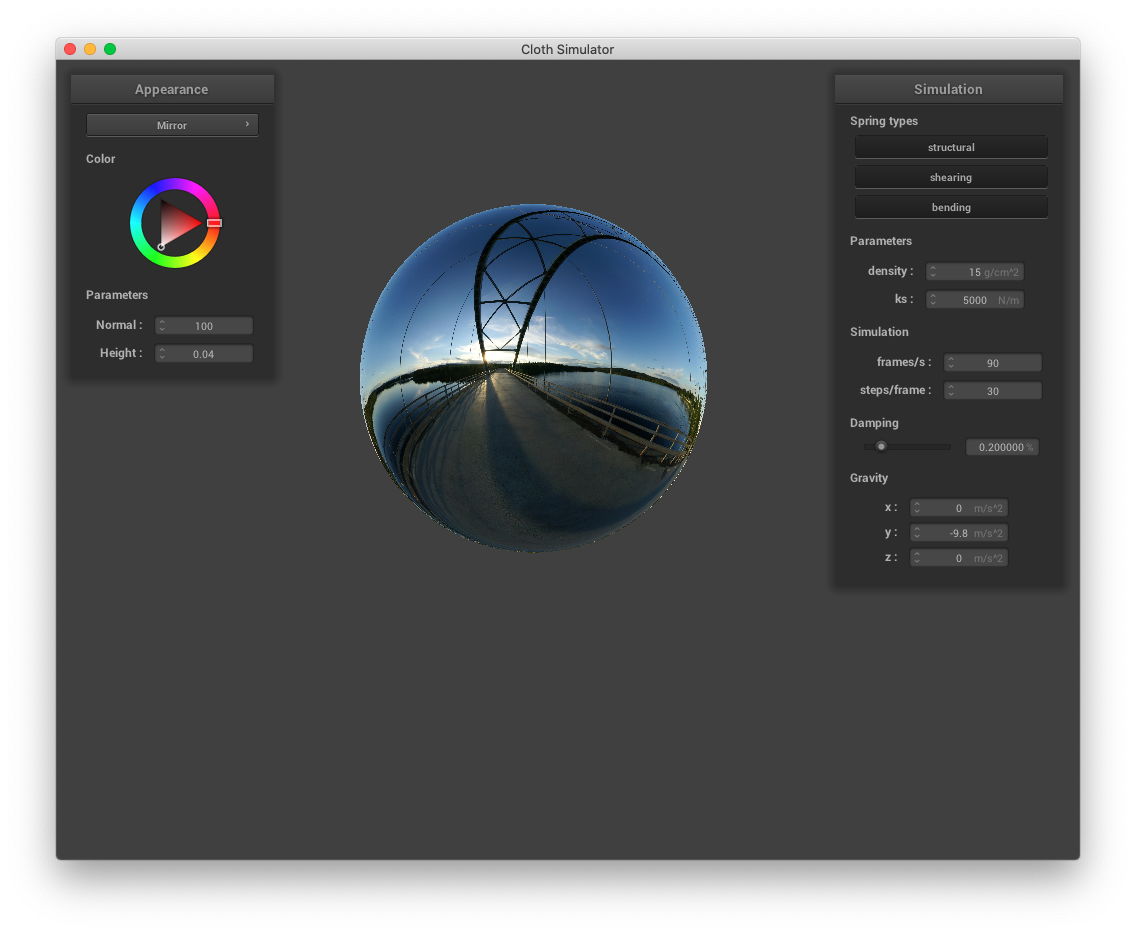 Cloth Simulator
Appearance
Mirror ›
Color
Parameters
Normal : 100
Height : 0.04
Simulation
Spring types
structural
shearing
bending
Parameters
density : 15 g/cm^2
ks : 5000 N/m
Simulation
frames/s : 90
steps/frame : 30
Damping
0.200000 %
Gravity
x : 0 m/s^2
y : -9.8 m/s^2
z : 0 m/s^2